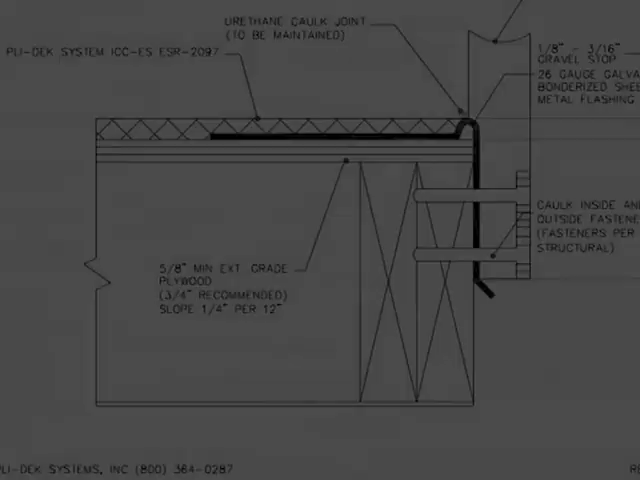 URETHANE CAULK JOINT
(TO BE MAINTAINED)
PLI-DEK SYSTEM ICC-ES ESR-2097
1/8" - 3/16"
GRAVEL STOP
26 GAUGE GALVA
BONDERIZED SHEE
METAL FLASHING
CAULK INSIDE AN
OUTSIDE FASTENE
(FASTENERS PER
STRUCTURAL)
5/8" MIN EXT. GRADE
PLYWOOD
(3/4" RECOMMENDED)
SLOPE 1/4" PER 12"
PLI-DEK SYSTEMS, INC (800) 364-0287
RE